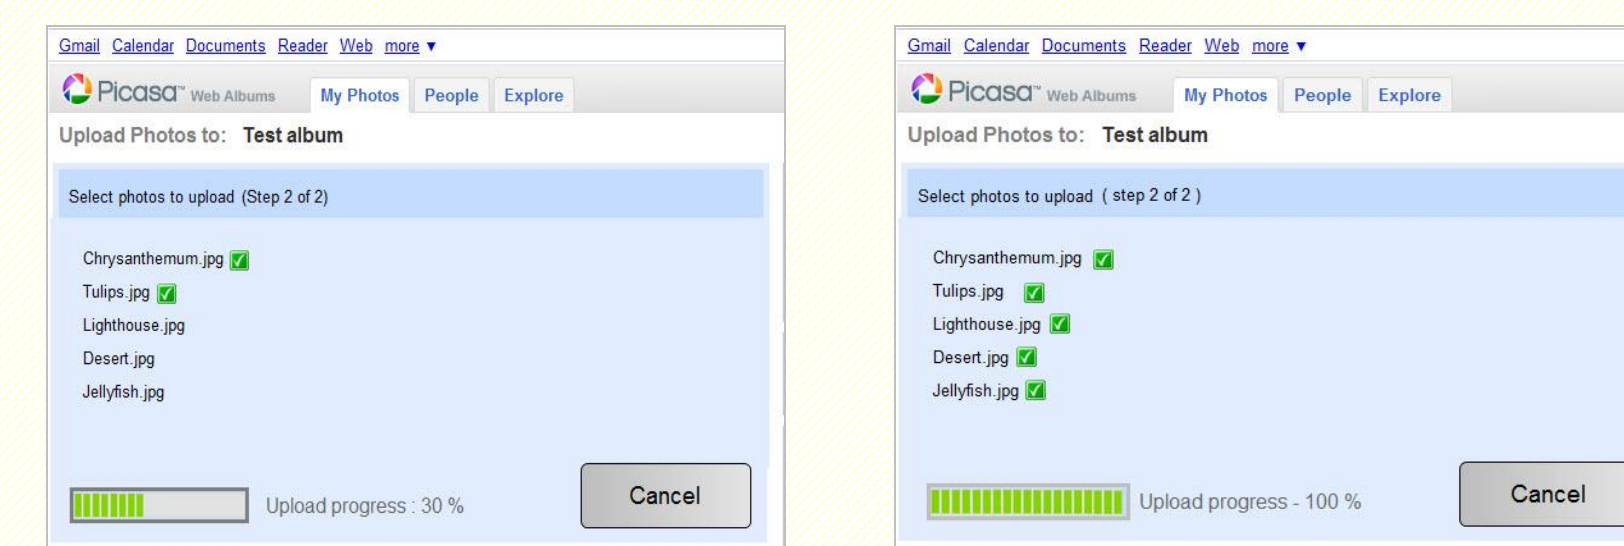 Gmail Calendar Documents Reader Web more ▼
Picasa™ Web Albums My Photos People Explore
Upload Photos to: Test album
Select photos to upload (Step 2 of 2)
Chrysanthemum.jpg
Tulips.jpg
Lighthouse.jpg
Desert.jpg
Jellyfish.jpg
Upload progress : 30 % Cancel
Gmail Calendar Documents Reader Web more ▼
Picasa™ Web Albums My Photos People Explore
Upload Photos to: Test album
Select photos to upload ( step 2 of 2 )
Chrysanthemum.jpg
Tulips.jpg
Lighthouse.jpg
Desert.jpg
Jellyfish.jpg
Upload progress - 100 % Cancel